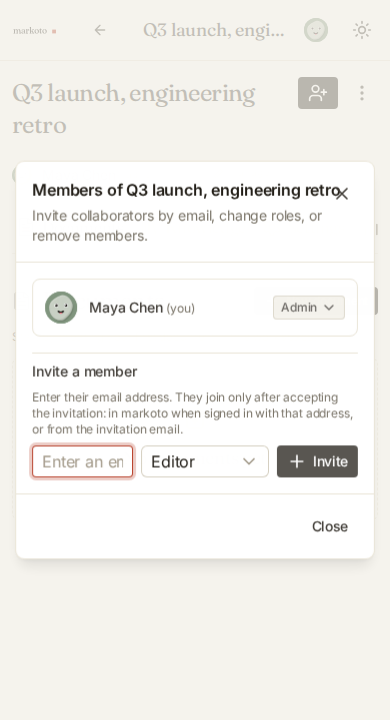 markoto
Q3 launch, engi...
Q3 launch, engineering
retro
Members of Q3 launch, engineering retro
Invite collaborators by email, change roles, or
remove members.
Maya Chen (you)
Admin
Invite a member
Enter their email address. They join only after accepting
the invitation: in markoto when signed in with that address,
or from the invitation email.
Enter an en
Editor
Invite
Close